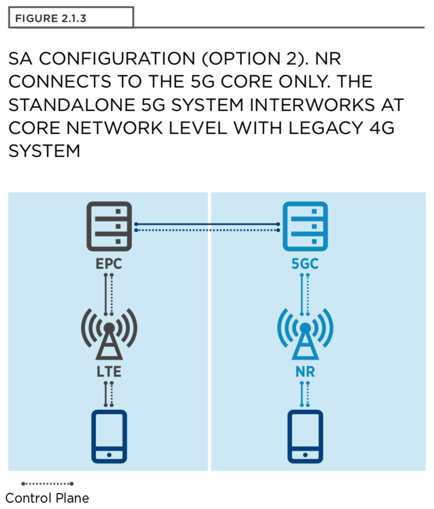 FIGURE 2.1.3
SA CONFIGURATION (OPTION 2). NR
CONNECTS TO THE 5G CORE ONLY. THE
STANDALONE 5G SYSTEM INTERWORKS AT
CORE NETWORK LEVEL WITH LEGACY 4G
SYSTEM
EPC
5GC
LTE
NR
Control Plane